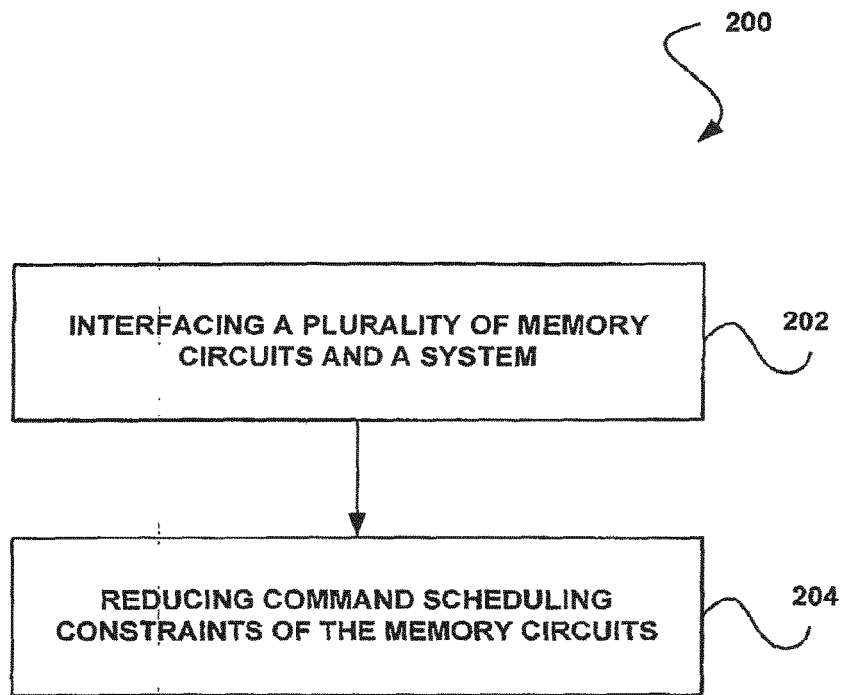 200
INTERFACING A PLURALITY OF MEMORY
CIRCUITS AND A SYSTEM
202
REDUCING COMMAND SCHEDULING
CONSTRAINTS OF THE MEMORY CIRCUITS
204